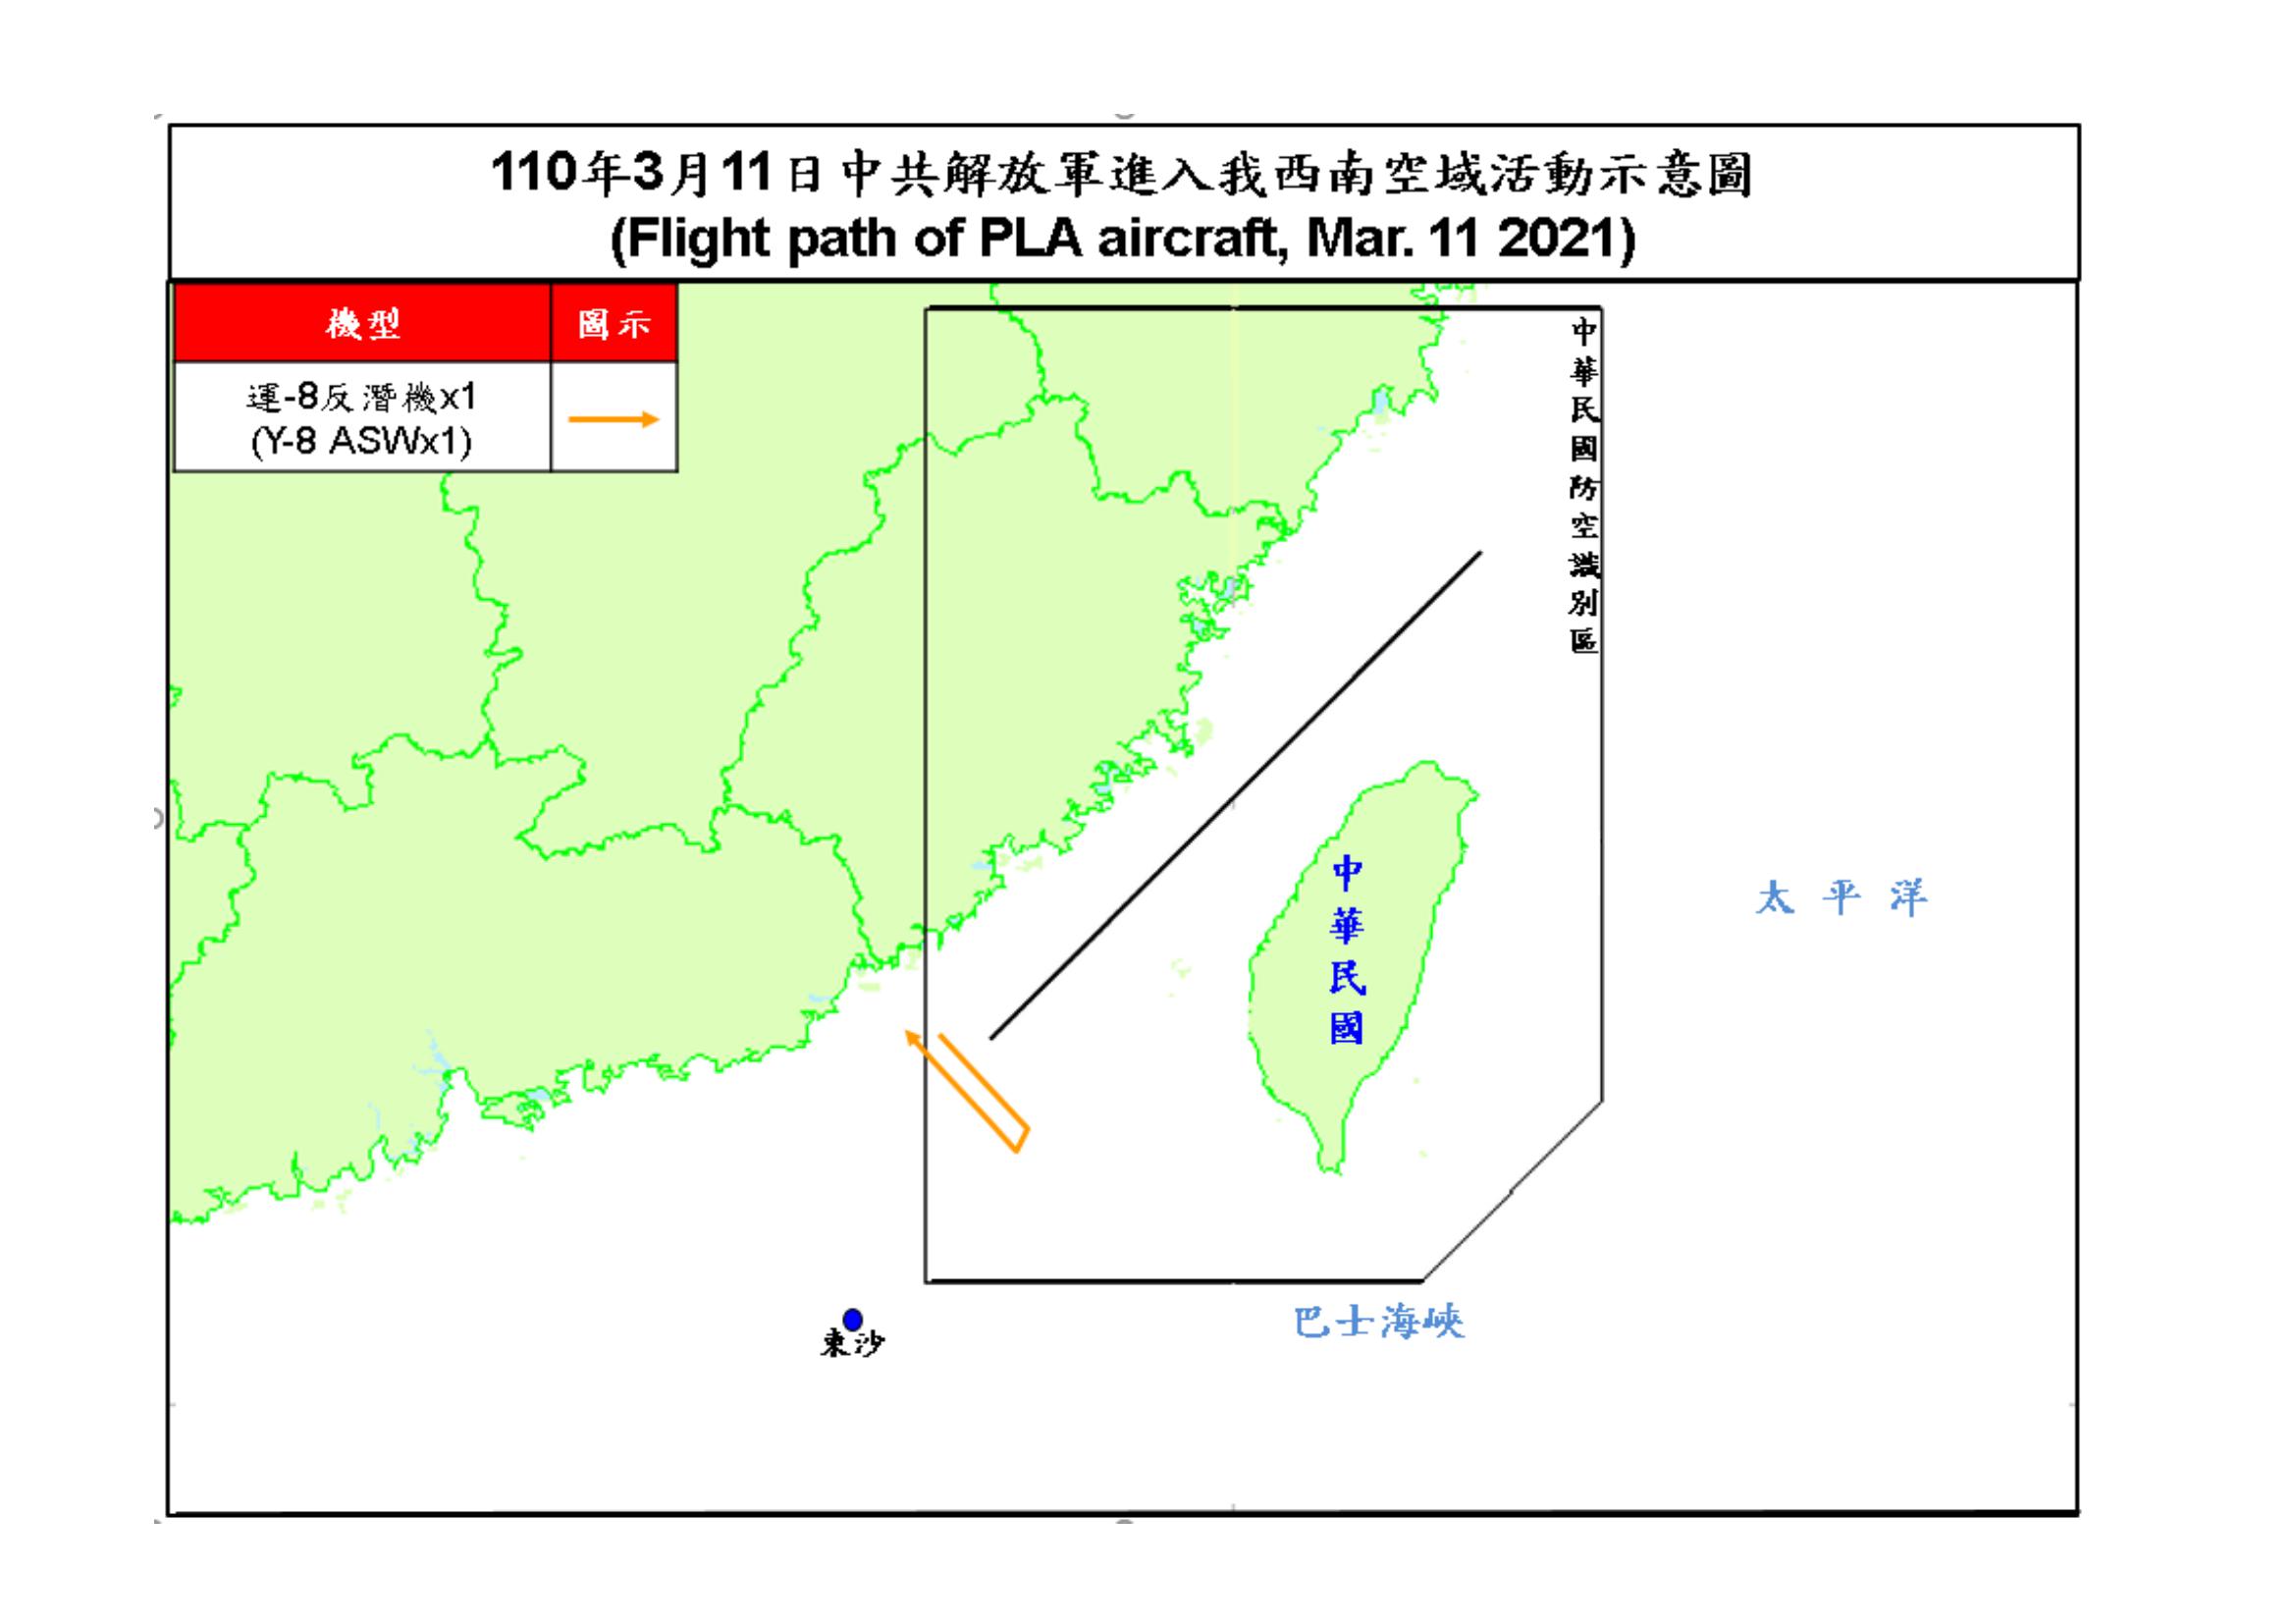 110年3月11日中共解放軍進入我西南空域活動示意圖
(Flight path of PLA aircraft, Mar. 11 2021)
機型
圖示
運-8反潛機x1
(Y-8 ASWx1)
中華民國防空識別區
中華民國
太平洋
巴士海峽
東沙